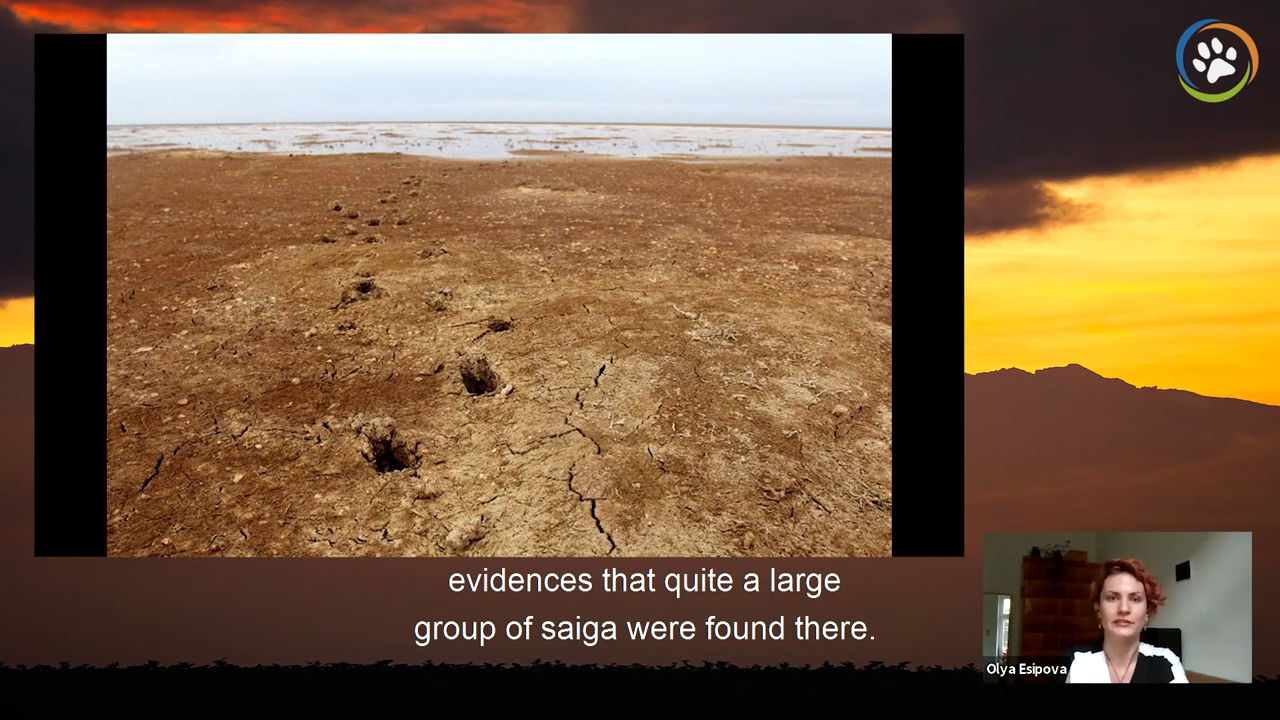 evidences that quite a large
group of saiga were found there.
Olya Esipova